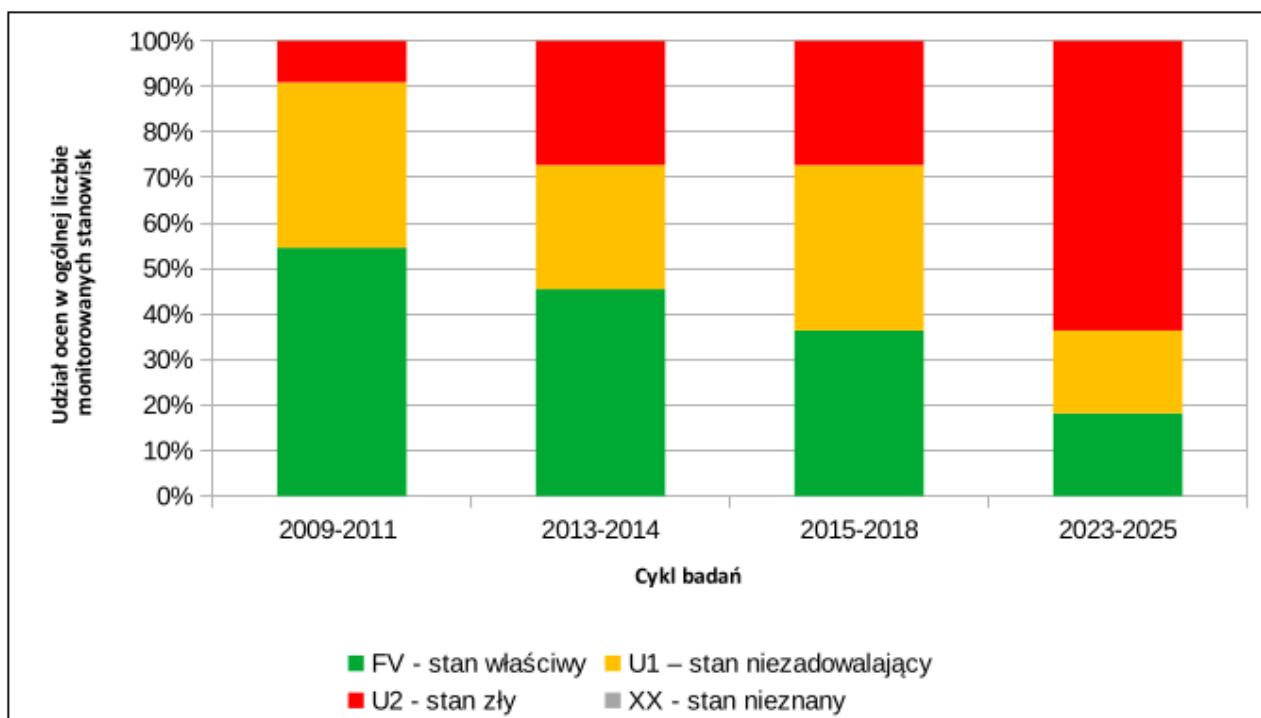 100%
90%
80%
70%
60%
50%
40%
30%
20%
10%
0%
Udział ocen w ogólnej liczbie
monitorowanych stanowisk
2009-2011 2013-2014 2015-2018 2023-2025
Cykl badań
FV - stan właściwy U1 – stan niezadowalający
U2 - stan zły XX - stan nieznany